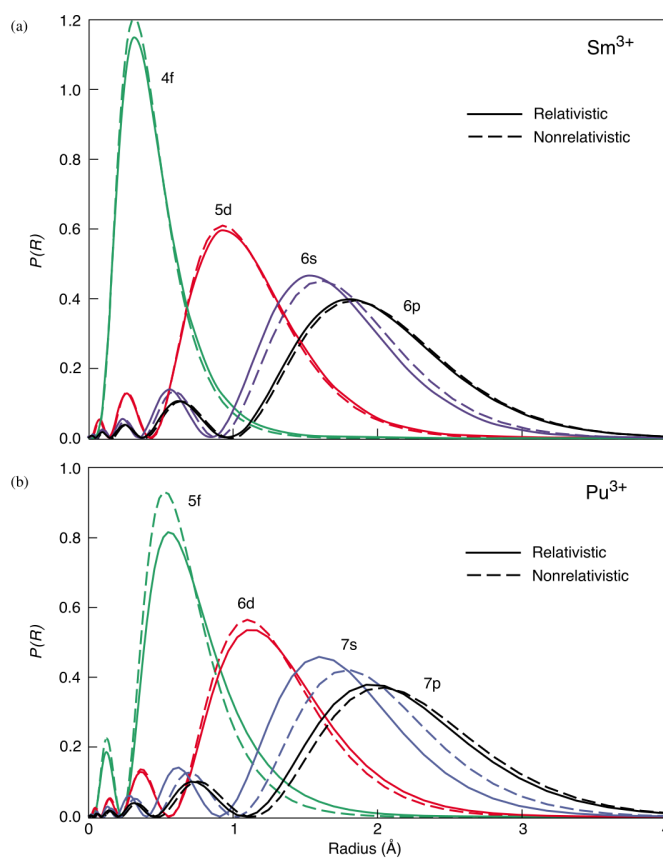 (a)
Sm3+
1.2
1.0
0.8
0.6
0.4
0.2
0.0
P(R)
4f
5d
6s
6p
Relativistic
Nonrelativistic
(b)
Pu3+
1.0
0.8
0.6
0.4
0.2
0.0
P(R)
5f
6d
7s
7p
Relativistic
Nonrelativistic
0
1
2
3
Radius (Å)